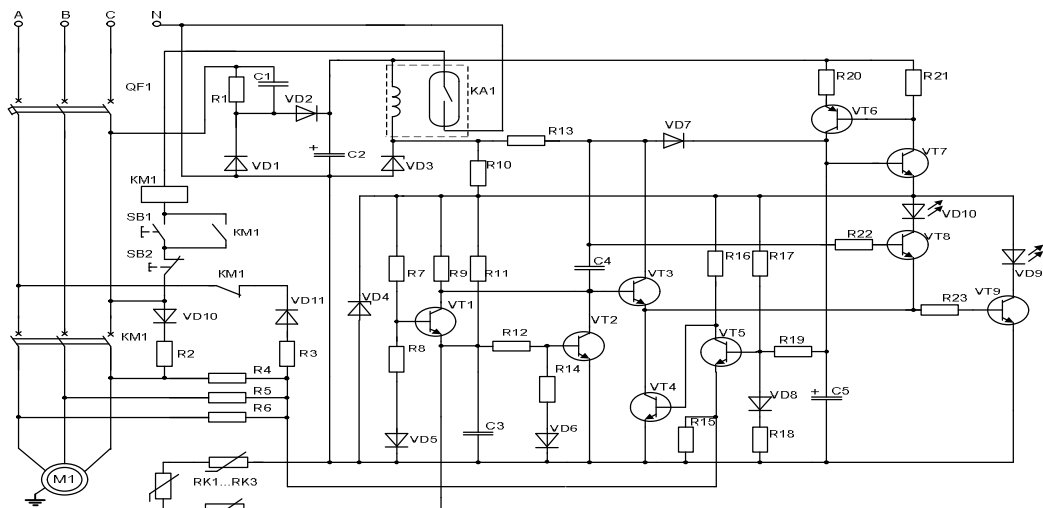 A B C N
QF1
C1
R1
VD2
KA1
R20 R21
VT6
VD1
C2
VD3
R13
VD7
R10
VT7
KM1
SB1
KM1
SB2
VD10
R22
VT8
VD9
KM1
R7 R9 R11
C4
VT3
R16 R17
VD4
VT1
VT9
R23
VD10
VD11
KM1
R2
R3
R8
R12
VT2
VT5
R19
R4
R5
R6
R14
VT4
VD8
C5
R15
VD5
C3
VD6
R18
M1
RK1...RK3